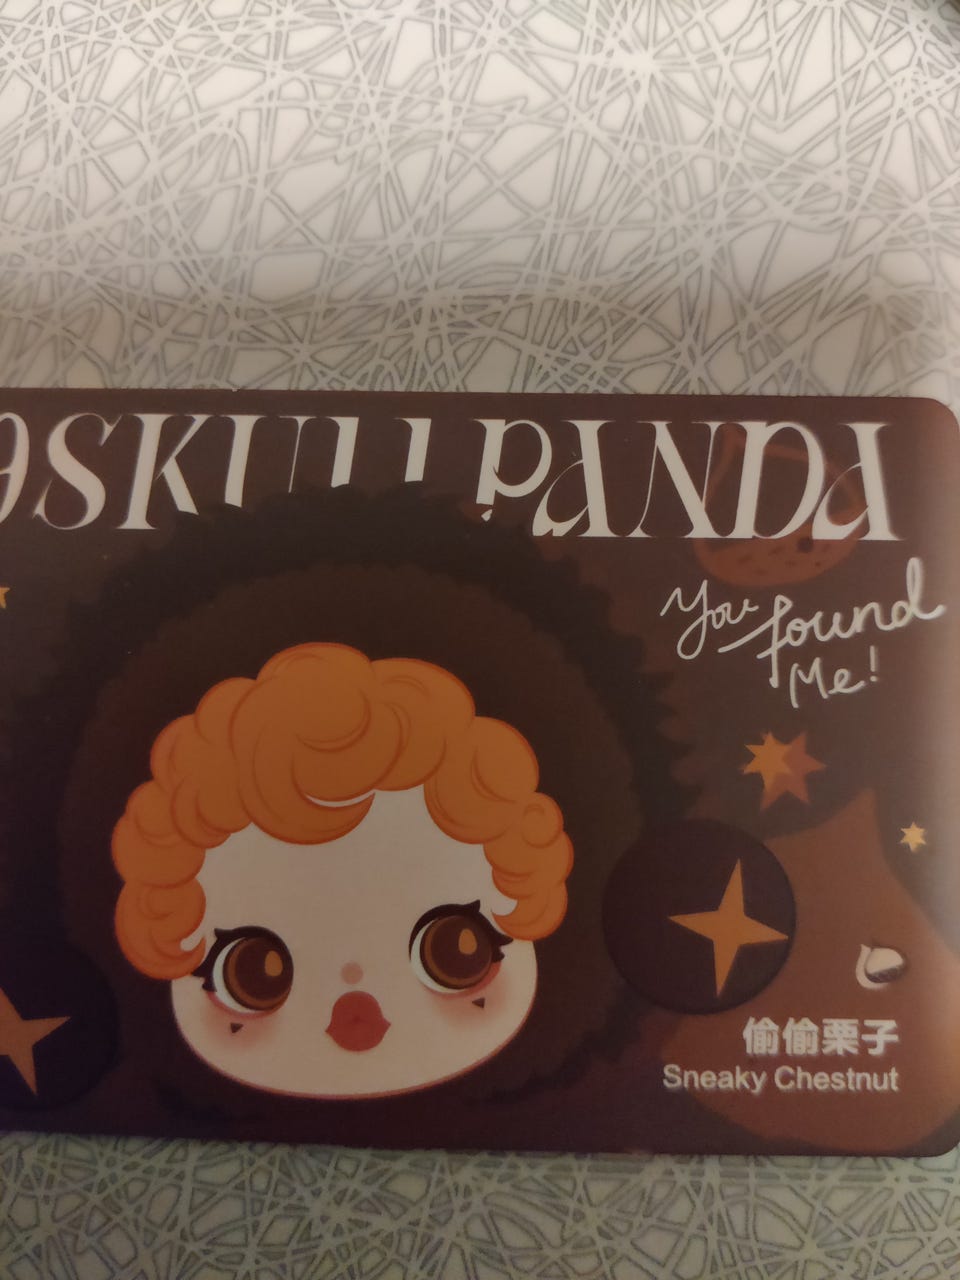 SKULLPANDA
You found
Me!
偷偷栗子
Sneaky Chestnut